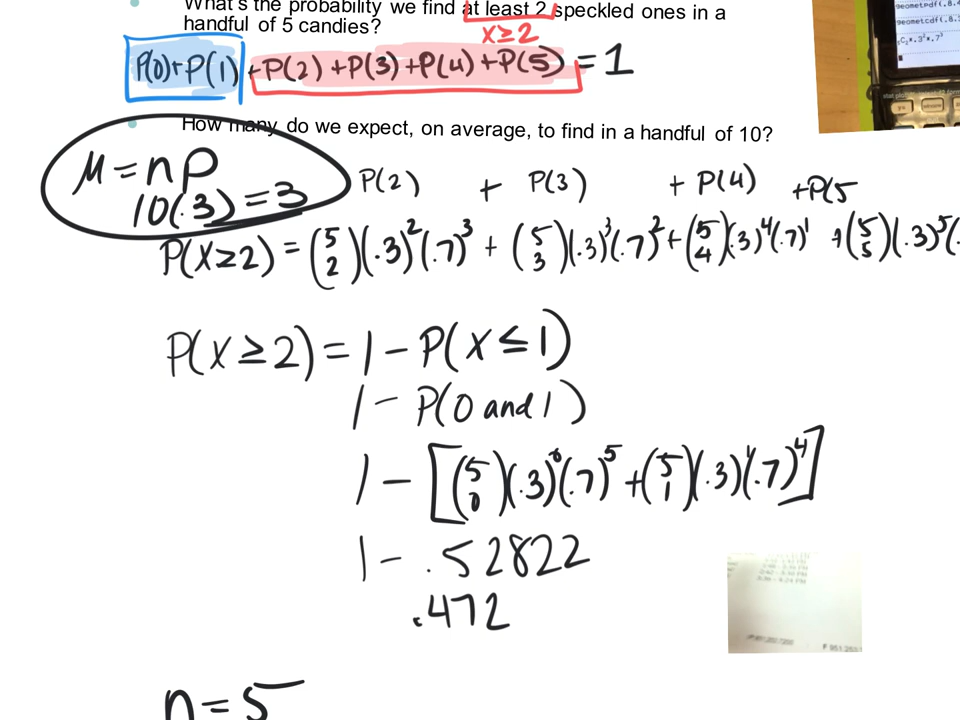 What's the probability we find at least 2 speckled ones in a
handful of 5 candies?
X≥2
P(0)+P(1)+P(2)+P(3)+P(4)+P(5)=1
How many do we expect, on average, to find in a handful of 10?
μ=np
10(.3)=3
P(2) + P(3) + P(4) +P(5
P(X≥2)=(5 2)(.3)²(.7)³+(5 3)(.3)³(.7)²+(5 4)(.3)⁴(.7)¹+(5 5)(.3)⁵(.
P(X≥2)=1-P(X≤1)
1-P(0 and 1)
1-[(5 0)(.3)⁰(.7)⁵+(5 1)(.3)¹(.7)⁴]
1-.52822
.472
n=5